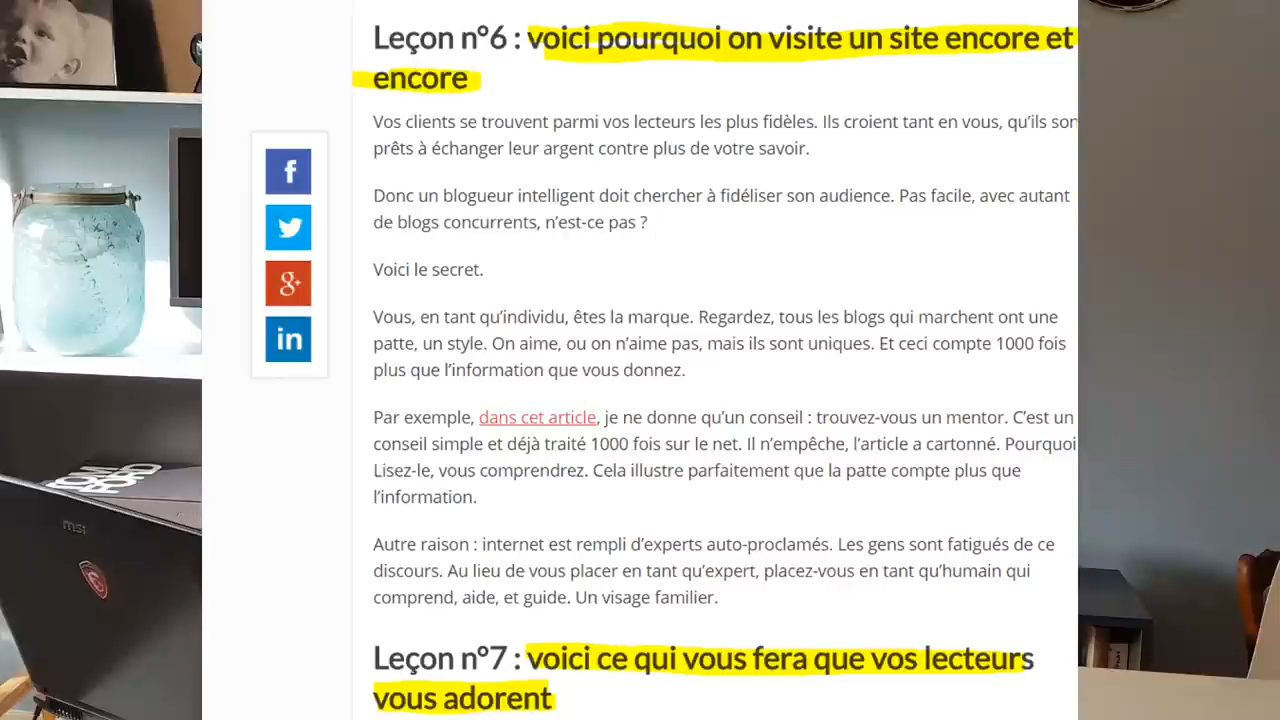 Leçon n°6 : voici pourquoi on visite un site encore et
encore
Vos clients se trouvent parmi vos lecteurs les plus fidèles. Ils croient tant en vous, qu'ils son
prêts à échanger leur argent contre plus de votre savoir.
Donc un blogueur intelligent doit chercher à fidéliser son audience. Pas facile, avec autant
de blogs concurrents, n'est-ce pas ?
Voici le secret.
Vous, en tant qu'individu, êtes la marque. Regardez, tous les blogs qui marchent ont une
patte, un style. On aime, ou on n'aime pas, mais ils sont uniques. Et ceci compte 1000 fois
plus que l'information que vous donnez.
Par exemple, dans cet article, je ne donne qu'un conseil : trouvez-vous un mentor. C'est un
conseil simple et déjà traité 1000 fois sur le net. Il n'empêche, l'article a cartonné. Pourquoi
Lisez-le, vous comprendrez. Cela illustre parfaitement que la patte compte plus que
l'information.
Autre raison : internet est rempli d'experts auto-proclamés. Les gens sont fatigués de ce
discours. Au lieu de vous placer en tant qu'expert, placez-vous en tant qu'humain qui
comprend, aide, et guide. Un visage familier.
Leçon n°7 : voici ce qui vous fera que vos lecteurs
vous adorent
f
g+
in
TOM
FORD
msi